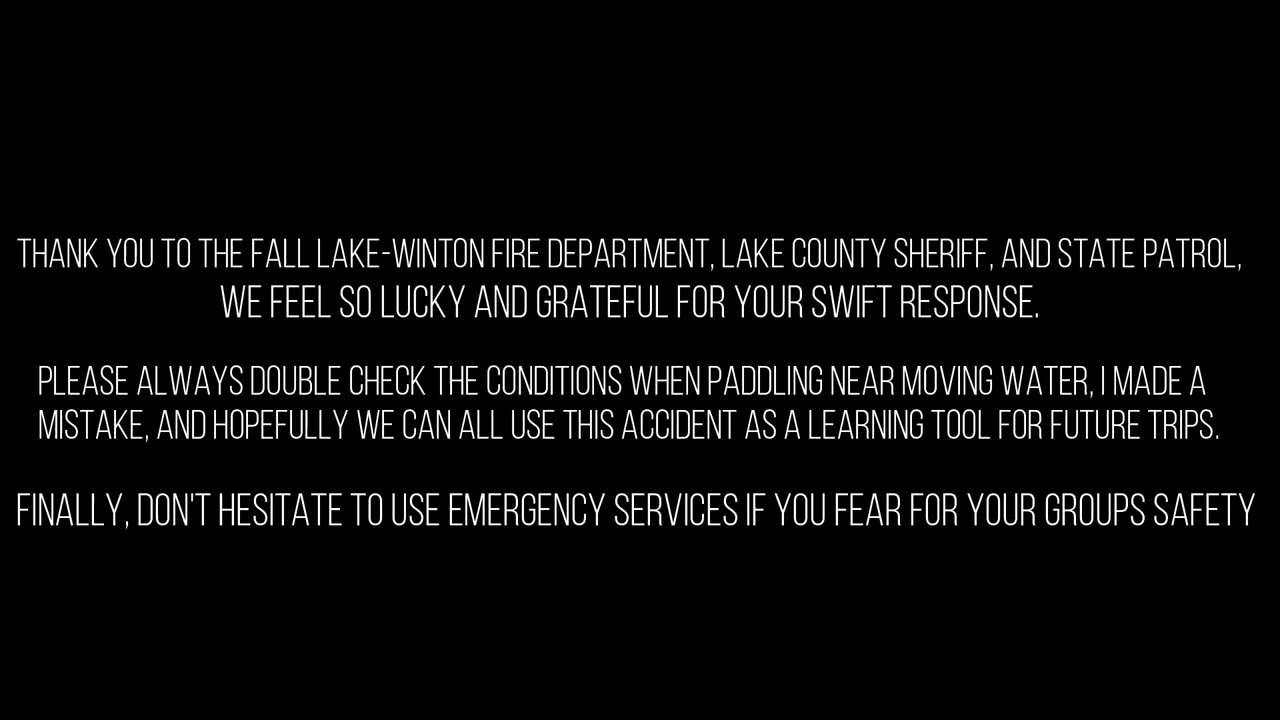 THANK YOU TO THE FALL LAKE-WINTON FIRE DEPARTMENT, LAKE COUNTY SHERIFF, AND STATE PATROL,
WE FEEL SO LUCKY AND GRATEFUL FOR YOUR SWIFT RESPONSE.
PLEASE ALWAYS DOUBLE CHECK THE CONDITIONS WHEN PADDLING NEAR MOVING WATER, I MADE A
MISTAKE, AND HOPEFULLY WE CAN ALL USE THIS ACCIDENT AS A LEARNING TOOL FOR FUTURE TRIPS.
FINALLY, DON'T HESITATE TO USE EMERGENCY SERVICES IF YOU FEAR FOR YOUR GROUPS SAFETY